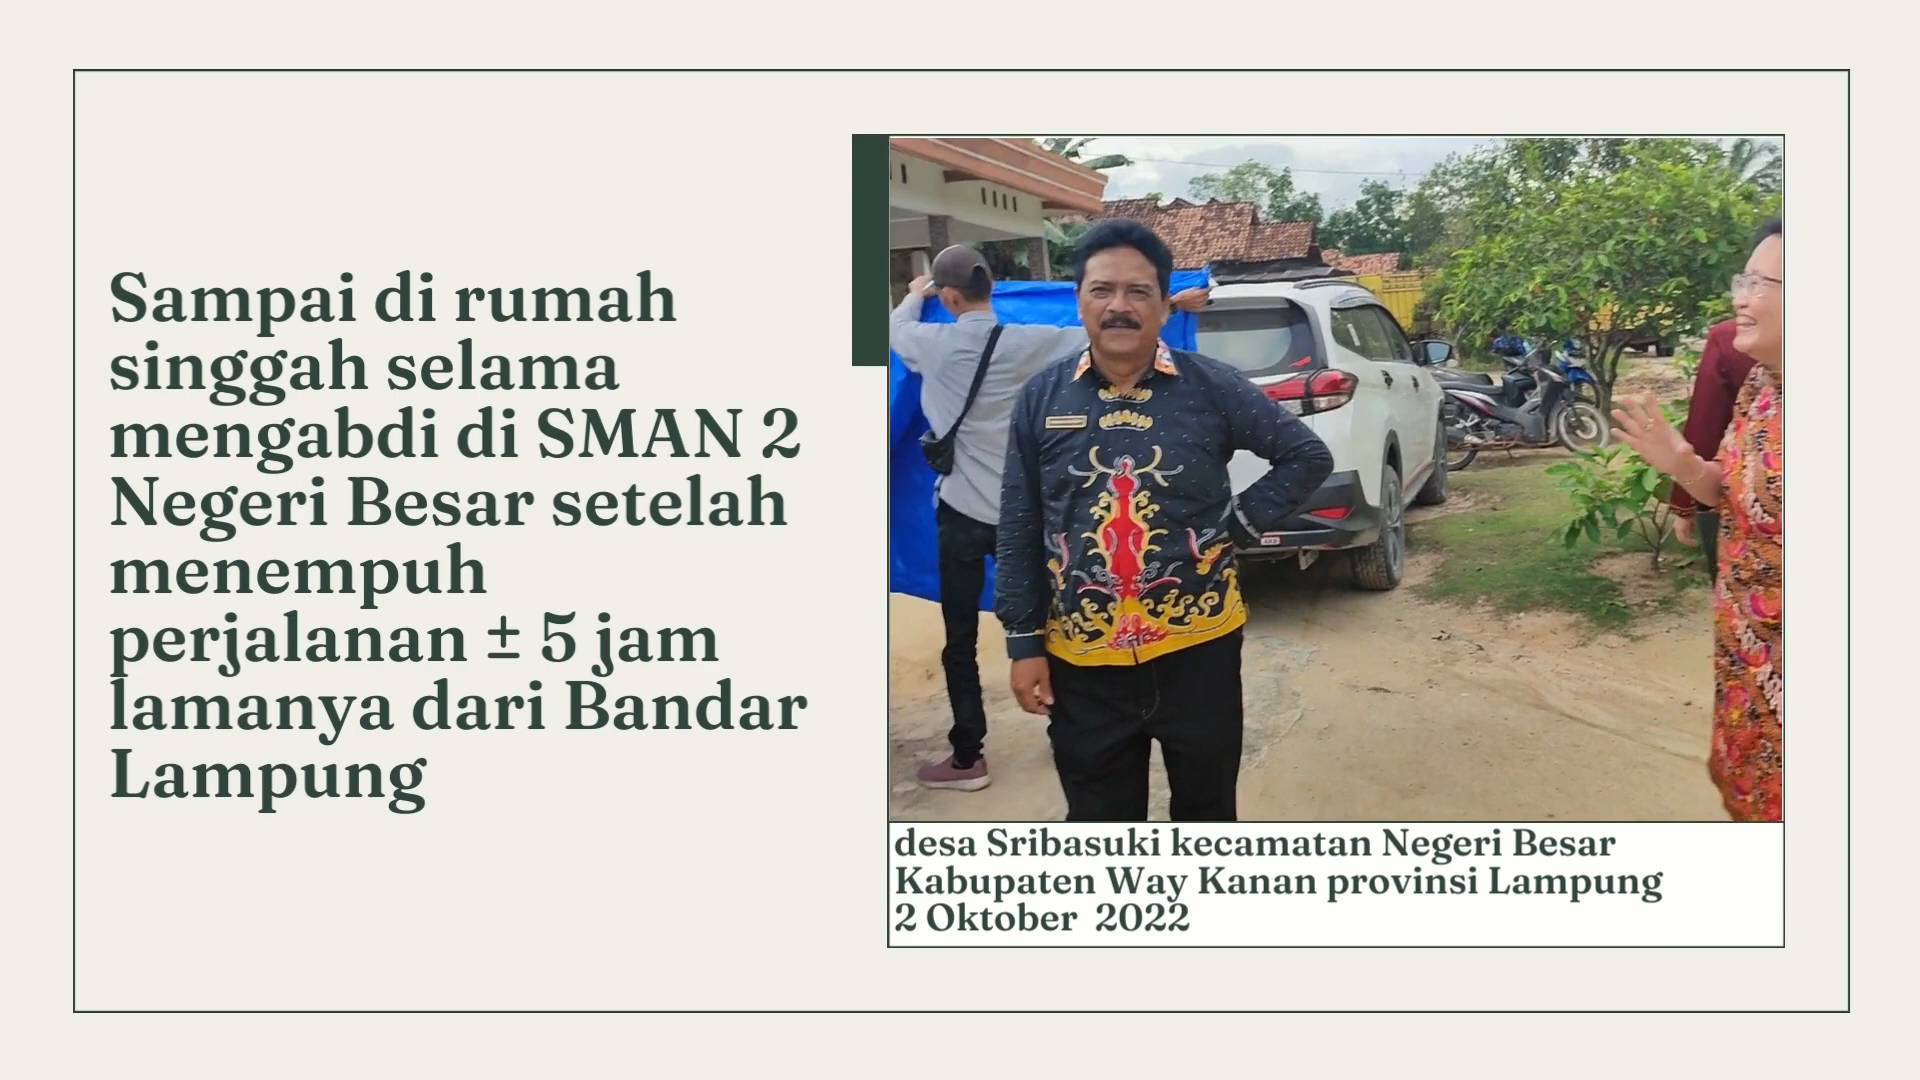 Sampai di rumah
singgah selama
mengabdi di SMAN 2
Negeri Besar setelah
menempuh
perjalanan ± 5 jam
lamanya dari Bandar
Lampung
desa Sribasuki kecamatan Negeri Besar
Kabupaten Way Kanan provinsi Lampung
2 Oktober 2022